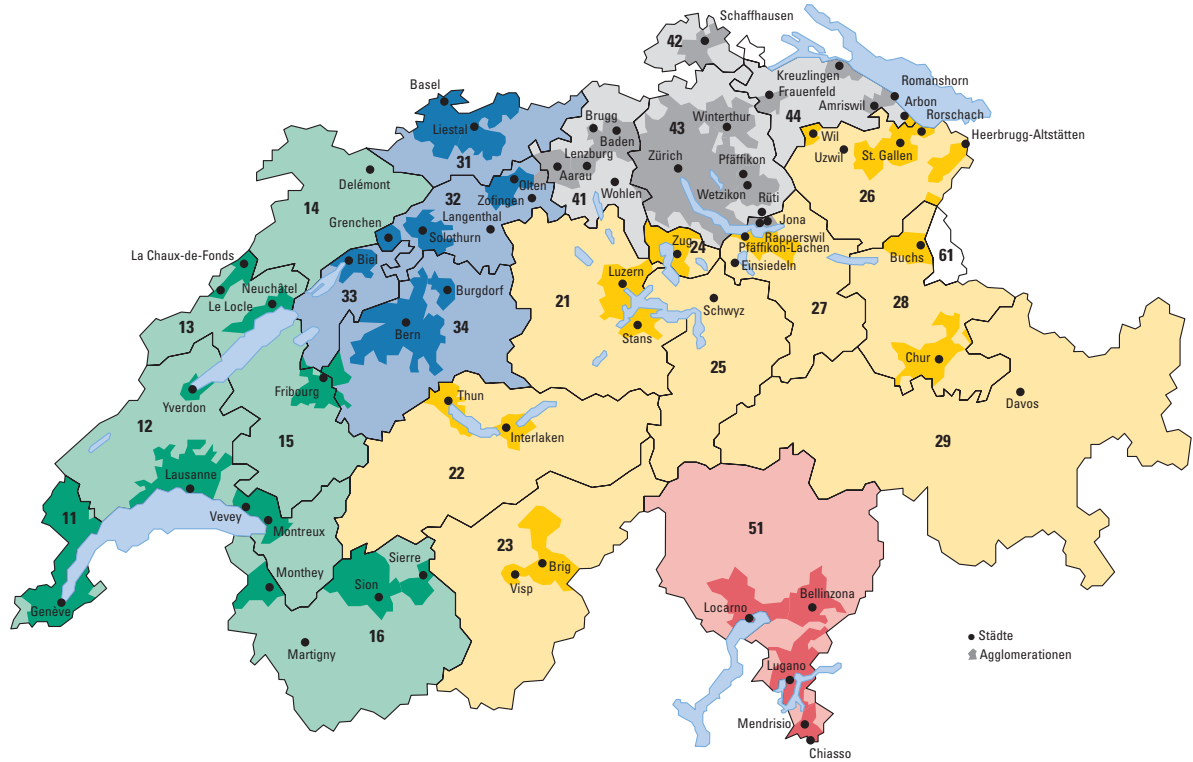 Schaffhausen
42
Kreuzlingen
Romanshorn
Basel
Frauenfeld
Amriswil
Arbon
Rorschach
Brugg
Winterthur
43
44
Liestal
Baden
Wil
Heerbrugg-Altstätten
31
Lenzburg
Zürich
Pfäffikon
Uzwil
St. Gallen
Aarau
Delémont
Olten
Wetzikon
32
Zofingen
41
Wohlen
Rüti
26
14
Grenchen
Langenthal
Jona
Solothurn
Zug
24
Rapperswil
Pfäffikon-Lachen
La Chaux-de-Fonds
Biel
Luzern
Einsiedeln
Buchs
61
Neuchâtel
33
Burgdorf
21
28
Le Locle
Schwyz
27
13
Bern
34
Stans
25
Chur
Fribourg
Yverdon
Thun
Davos
12
15
Interlaken
29
Lausanne
22
11
Vevey
Montreux
51
23
Sierre
Monthey
Sion
Brig
Visp
Genève
Locarno
Bellinzona
16
Martigny
Städte
Agglomerationen
Lugano
Mendrisio
Chiasso